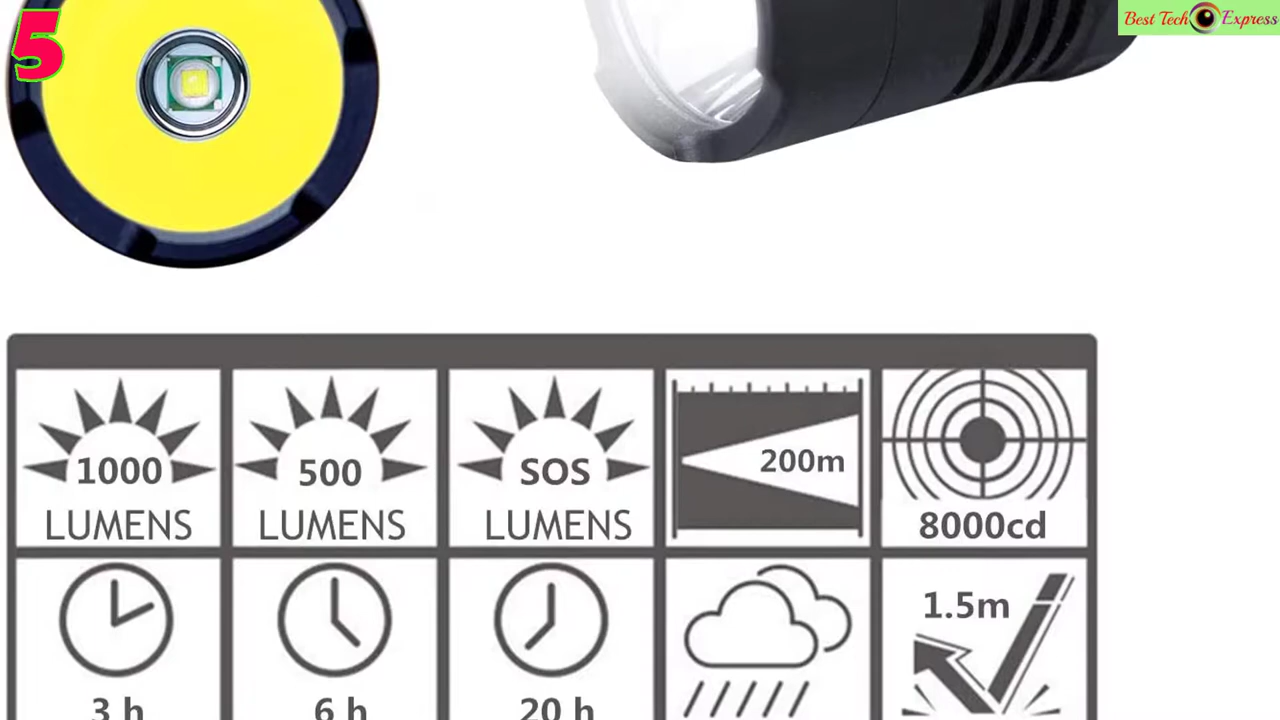 5
Best Tech Express
1000
LUMENS
500
LUMENS
SOS
LUMENS
200m
8000cd
3 h
6 h
20 h
1.5m